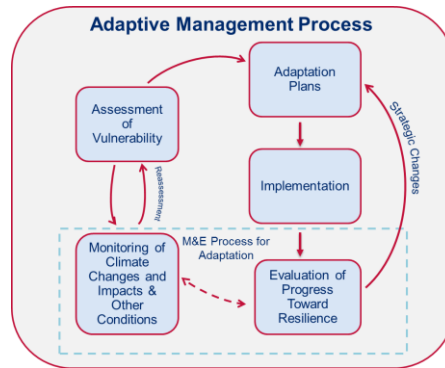 Adaptive Management Process
Adaptation
Plans
Assessment
of
Vulnerability
Strategic Changes
Implementation
Reassessment
M&E Process for
Adaptation
Monitoring of
Climate
Changes and
Impacts &
Other
Conditions
Evaluation of
Progress
Toward
Resilience